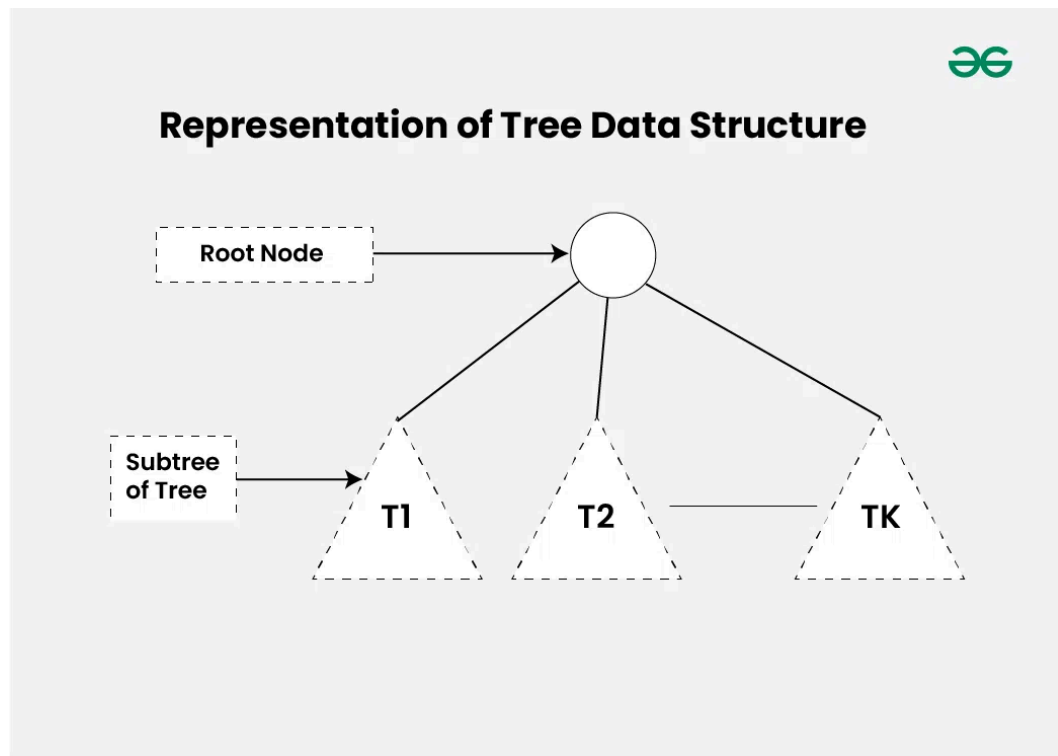 Representation of Tree Data Structure
Root Node
Subtree
of Tree
T1
T2
TK